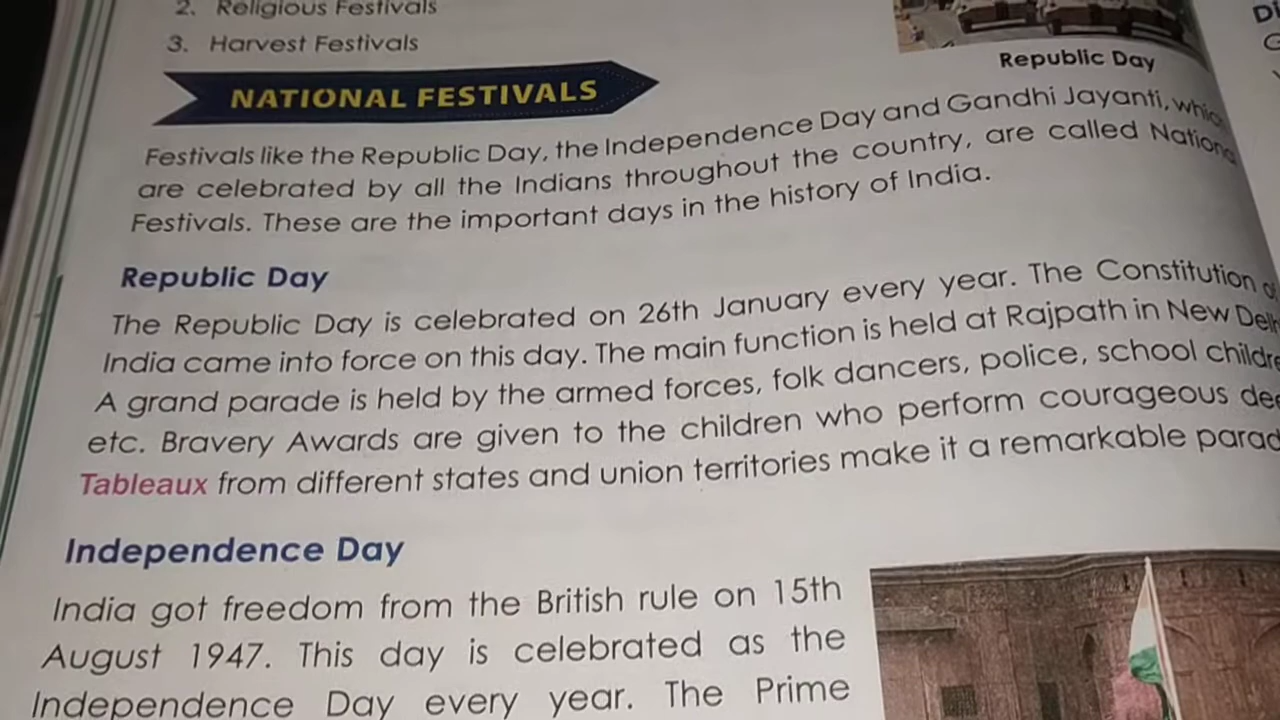 2. Religious Festivals
3. Harvest Festivals
Republic Day
NATIONAL FESTIVALS
Festivals like the Republic Day, the Independence Day and Gandhi Jayanti,
are celebrated by all the Indians throughout the country, are called
Festivals. These are the important days in the history of India.
Republic Day
The Republic Day is celebrated on 26th January every year. The Constitution
India came into force on this day. The main function is held at Rajpath in New
A grand parade is held by the armed forces, folk dancers, police, school
etc. Bravery Awards are given to the children who perform courageous
Tableaux from different states and union territories make it a remarkable
Independence Day
India got freedom from the British rule on 15th
August 1947. This day is celebrated as the
Independence Day every year. The Prime